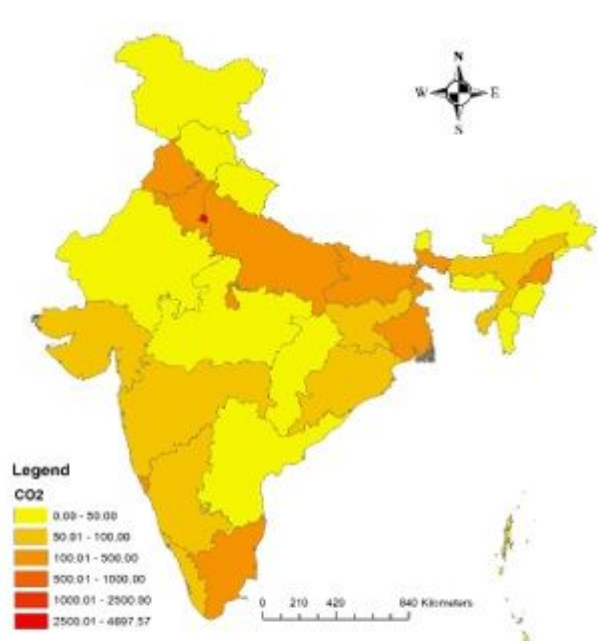 N
W E
S
Legend
CO2
0.00 - 50.00
50.01 - 100.00
100.01 - 500.00
500.01 - 1000.00
1000.01 - 2500.00
2500.01 - 4697.57
0 210 420 840 Kilometers